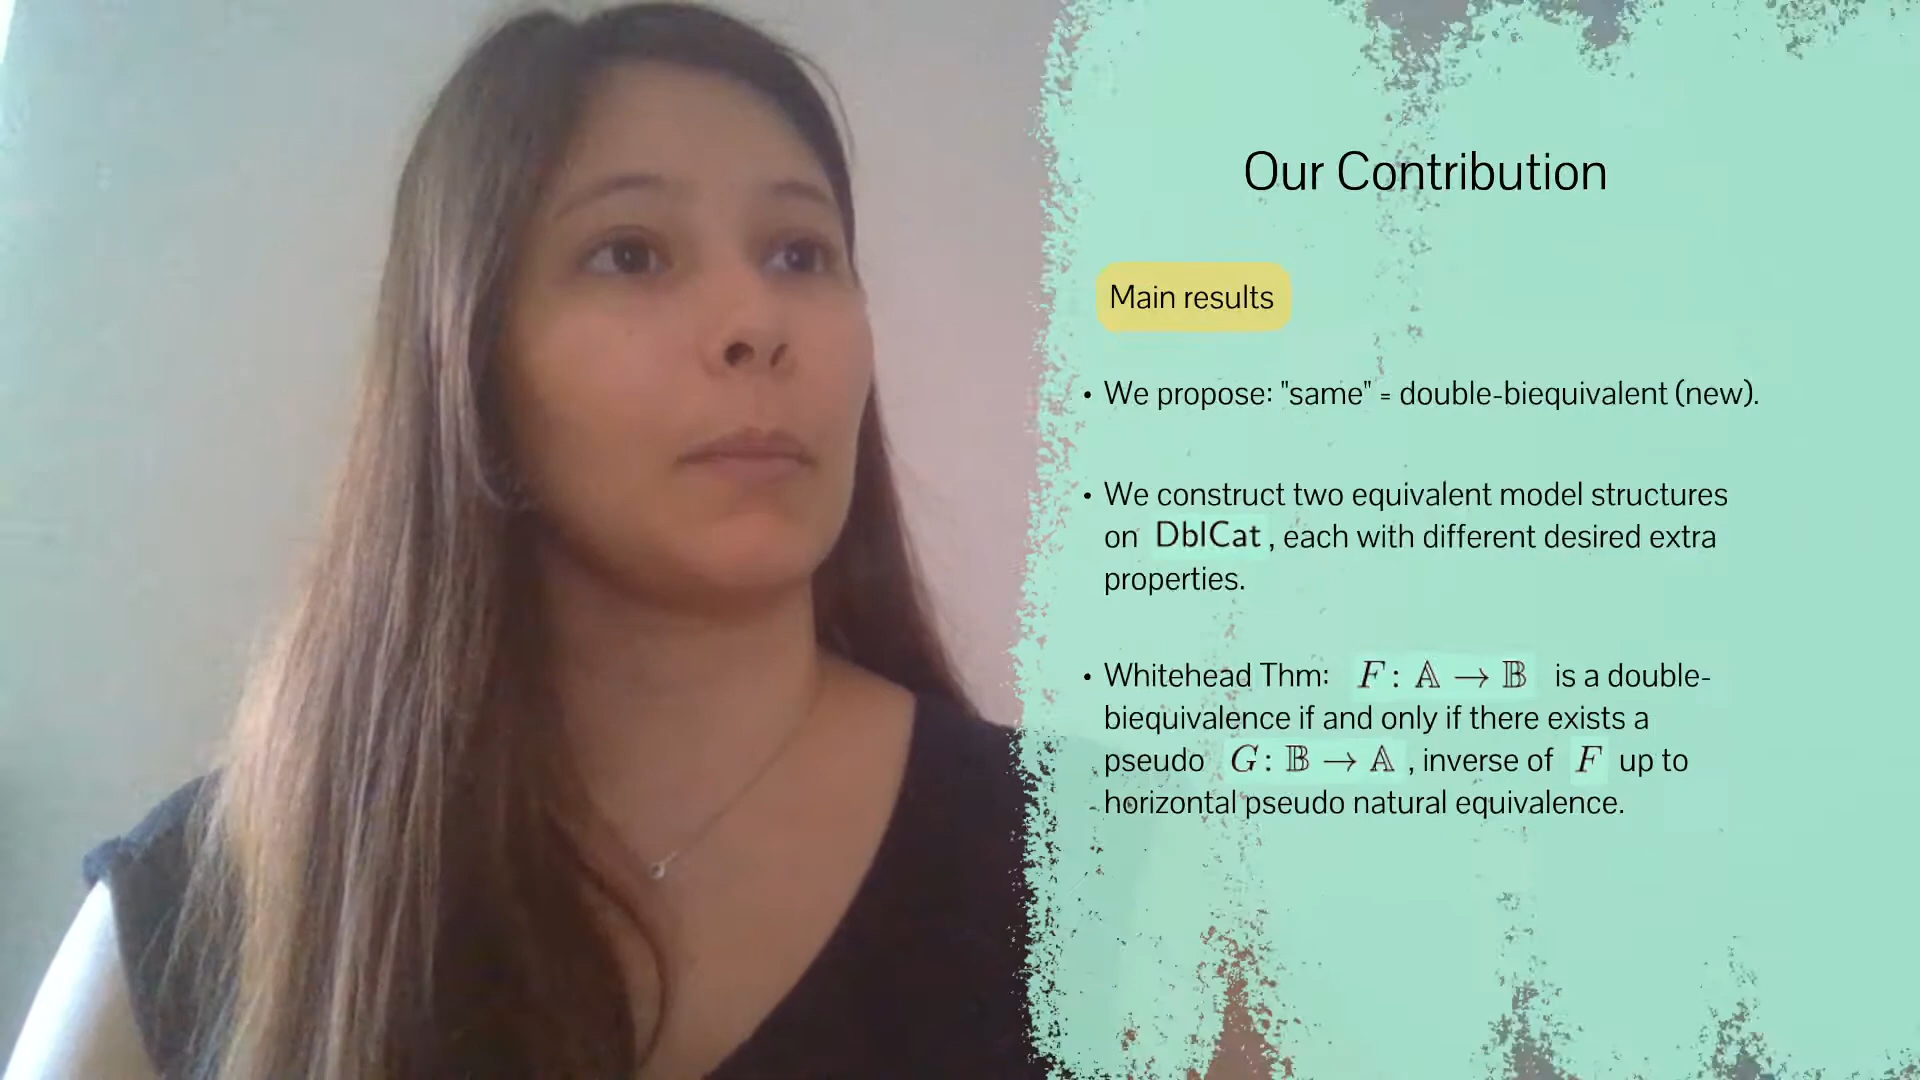 Our Contribution
Main results
• We propose: "same" = double-biequivalent (new).
• We construct two equivalent model structures
on DblCat, each with different desired extra
properties.
• Whitehead Thm: F: 𝔸 → 𝔹 is a double-
biequivalence if and only if there exists a
pseudo G: 𝔹 → 𝔸, inverse of F up to
horizontal pseudo natural equivalence.